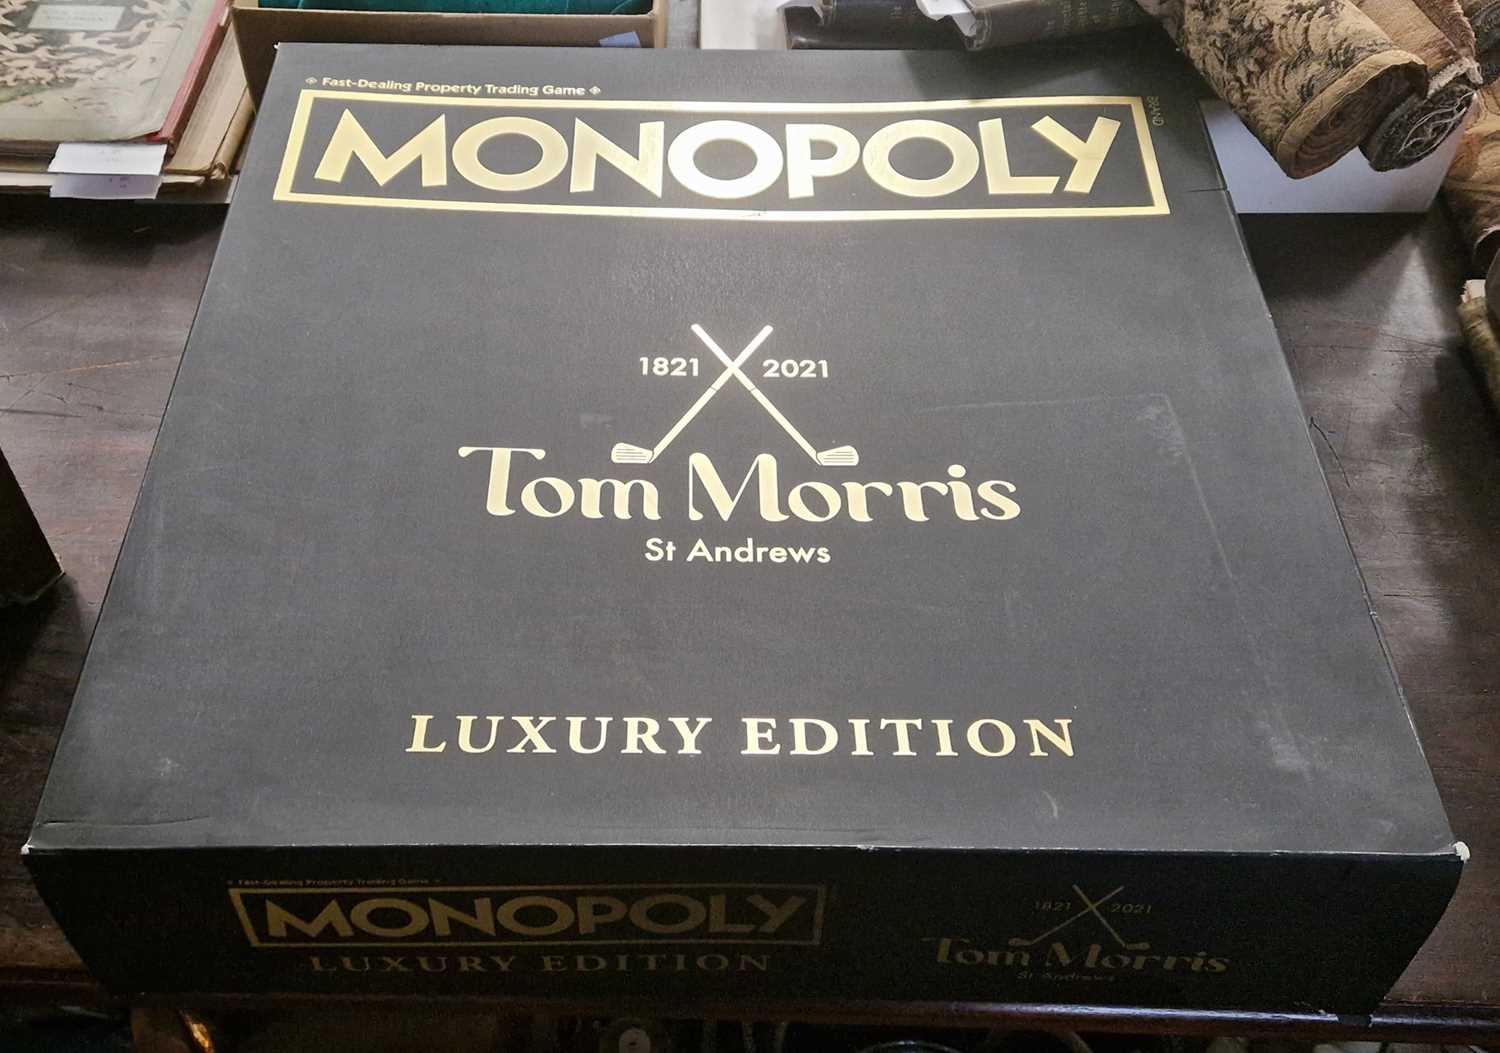 Fast-Dealing Property Trading Game
MONOPOLY
BRAND
1821 2021
Tom Morris
St Andrews
LUXURY EDITION
Fast-Dealing Property Trading Game
MONOPOLY
LUXURY EDITION
1821 2021
Tom Morris
St Andrews